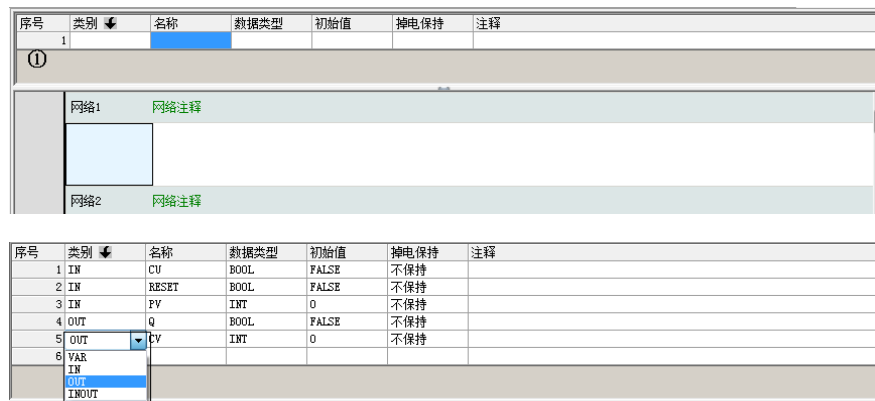 序号 类别 名称 数据类型 初始值 掉电保持 注释
1
①
网络1 网络注释
网络2 网络注释
序号 类别 名称 数据类型 初始值 掉电保持 注释
1 IN CU BOOL FALSE 不保持
2 IN RESET BOOL FALSE 不保持
3 IN PV INT 0 不保持
4 OUT Q BOOL FALSE 不保持
5 OUT CV INT 0 不保持
6
VAR
IN
OUT
INOUT